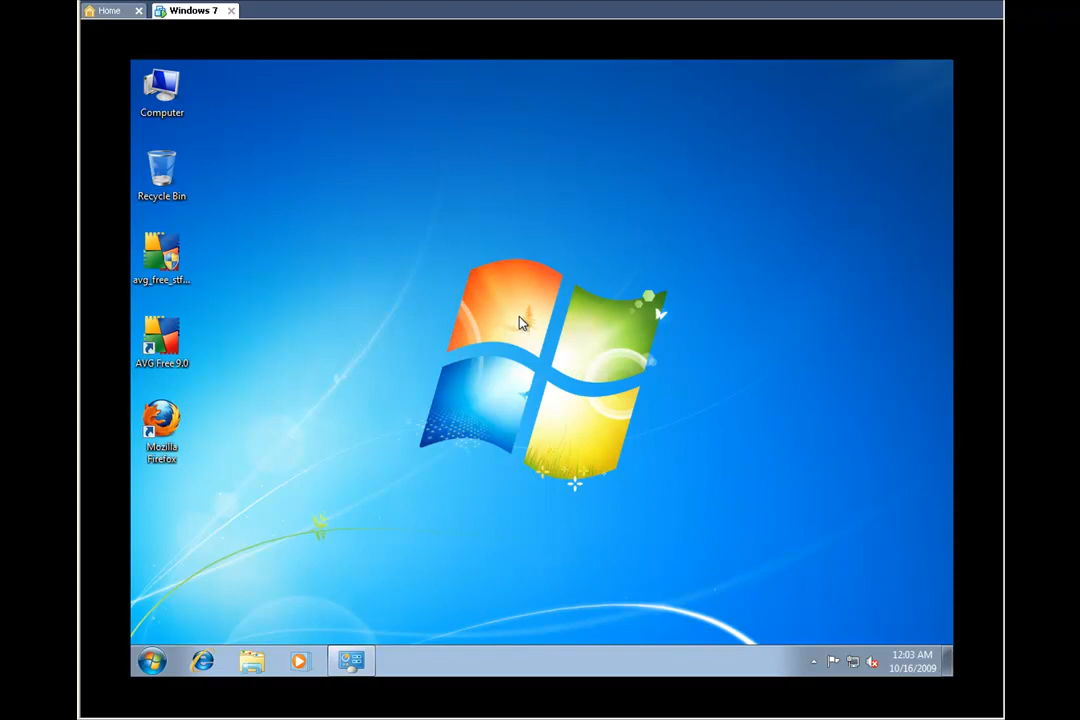 Home
Windows 7
Computer
Recycle Bin
avg_free_stf...
AVG Free 9.0
Mozilla
Firefox
12:03 AM
10/16/2009